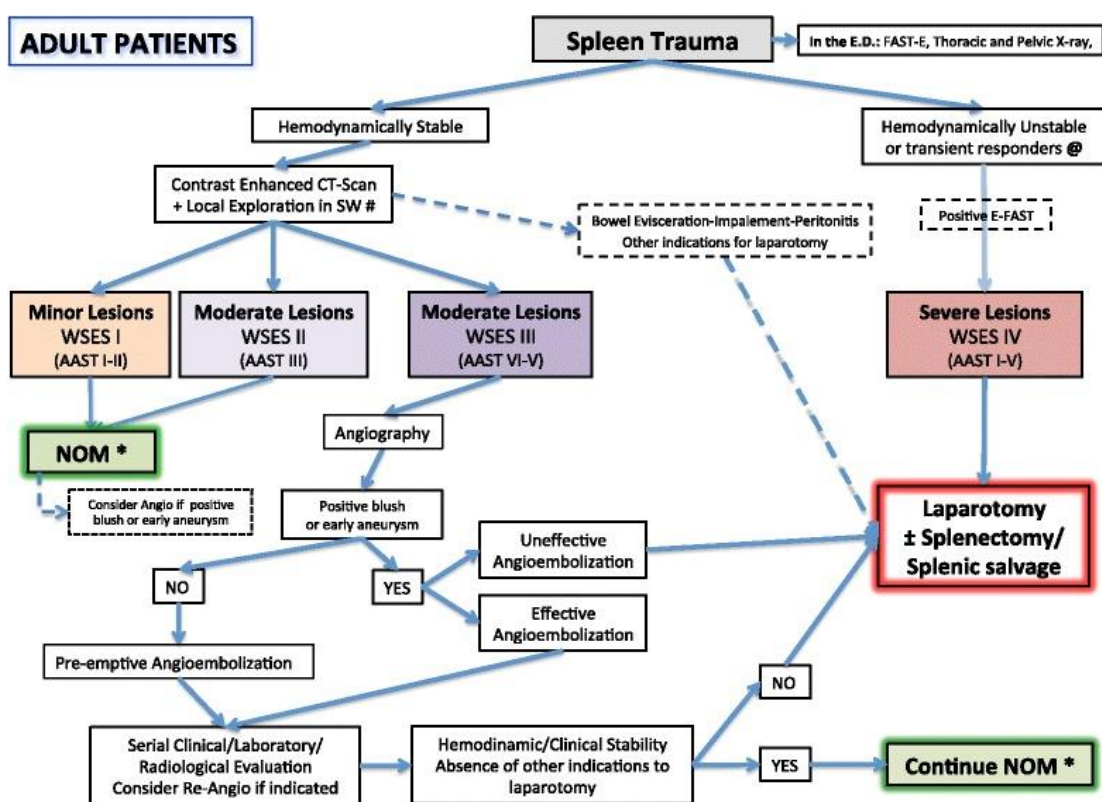 ADULT PATIENTS
Spleen Trauma
In the E.D.: FAST-E, Thoracic and Pelvic X-ray,
Hemodynamically Stable
Hemodynamically Unstable
or transient responders @
Contrast Enhanced CT-Scan
+ Local Exploration in SW #
Bowel Evisceration-Impalement-Peritonitis
Other indications for laparotomy
Positive E-FAST
Minor Lesions
WSES I
(AAST I-II)
Moderate Lesions
WSES II
(AAST III)
Moderate Lesions
WSES III
(AAST VI-V)
Severe Lesions
WSES IV
(AAST I-V)
NOM *
Angiography
Consider Angio if positive
blush or early aneurysm
Positive blush
or early aneurysm
Laparotomy
± Splenectomy/
Splenic salvage
Uneffective
Angioembolization
NO
YES
Effective
Angioembolization
Pre-emptive Angioembolization
NO
Serial Clinical/Laboratory/
Radiological Evaluation
Consider Re-Angio if indicated
Hemodinamic/Clinical Stability
Absence of other indications to
laparotomy
YES
Continue NOM *